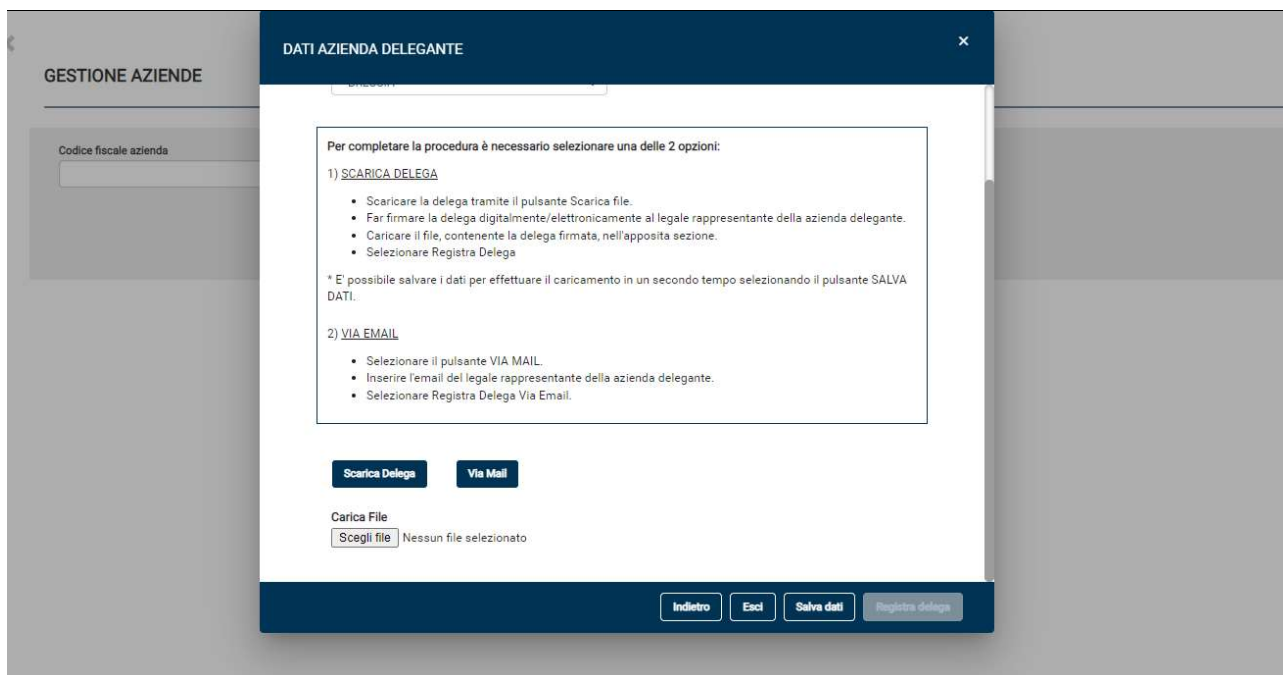 DATI AZIENDA DELEGANTE
×
GESTIONE AZIENDE
Codice fiscale azienda
Per completare la procedura è necessario selezionare una delle 2 opzioni:
1) SCARICA DELEGA
• Scaricare la delega tramite il pulsante Scarica file.
• Far firmare la delega digitalmente/elettronicamente al legale rappresentante della azienda delegante.
• Caricare il file, contenente la delega firmata, nell'apposita sezione.
• Selezionare Registra Delega
* E' possibile salvare i dati per effettuare il caricamento in un secondo tempo selezionando il pulsante SALVA
DATI.
2) VIA EMAIL
• Selezionare il pulsante VIA MAIL.
• Inserire l'email del legale rappresentante della azienda delegante.
• Selezionare Registra Delega Via Email.
Scarica Delega
Via Mail
Carica File
Scegli file Nessun file selezionato
Indietro
Esci
Salva dati
Registra delega